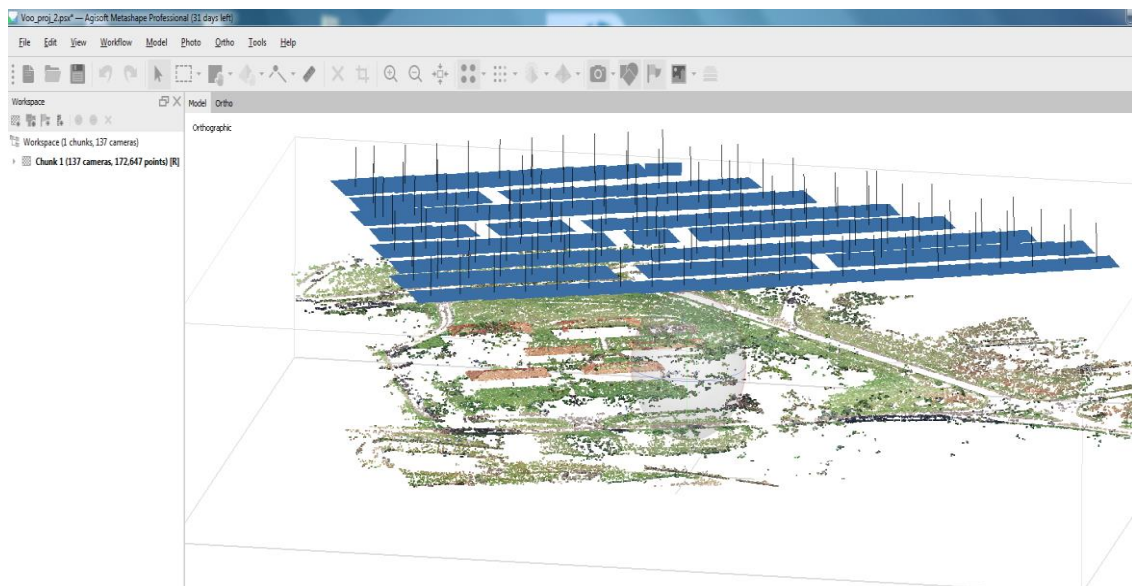 Voo_proj_2.psx* — Agisoft Metashape Professional (31 days left)
File Edit View Workflow Model Photo Ortho Tools Help
Workspace
Model Ortho
Workspace (1 chunks, 137 cameras)
Chunk 1 (137 cameras, 172,647 points) [R]
Orthographic